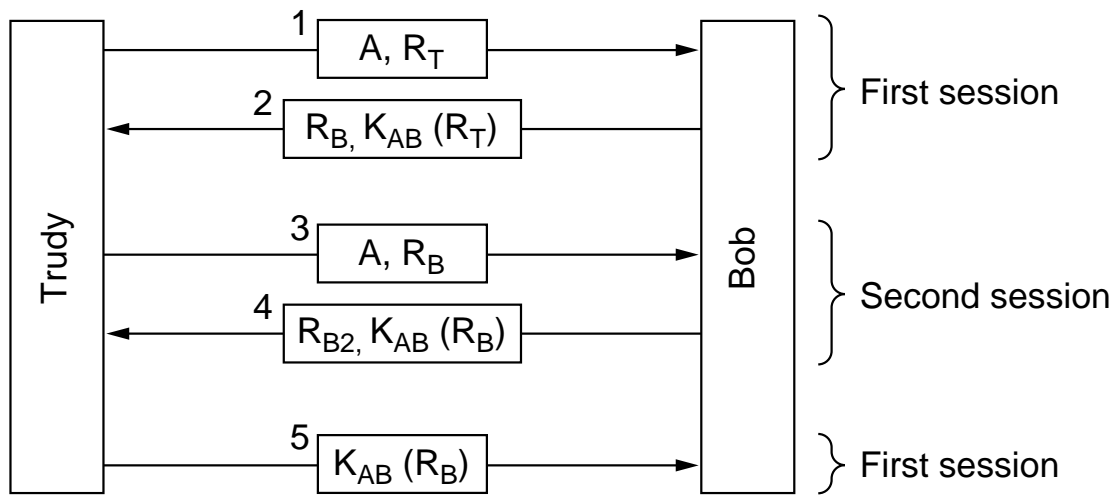 1
A, R_T
First session
2
R_B, K_AB (R_T)
Trudy
Bob
3
A, R_B
Second session
4
R_B2, K_AB (R_B)
5
K_AB (R_B)
First session